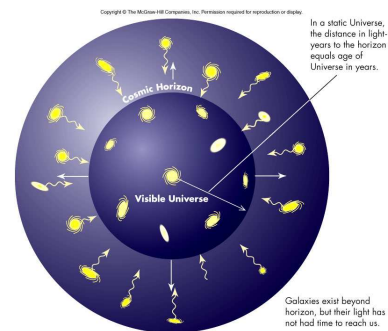 Copyright © The McGraw-Hill Companies, Inc. Permission required for reproduction or display.
In a static Universe,
the distance in light-
years to the horizon
equals age of
Universe in years.
Cosmic Horizon
Visible Universe
Galaxies exist beyond
horizon, but their light has
not had time to reach us.